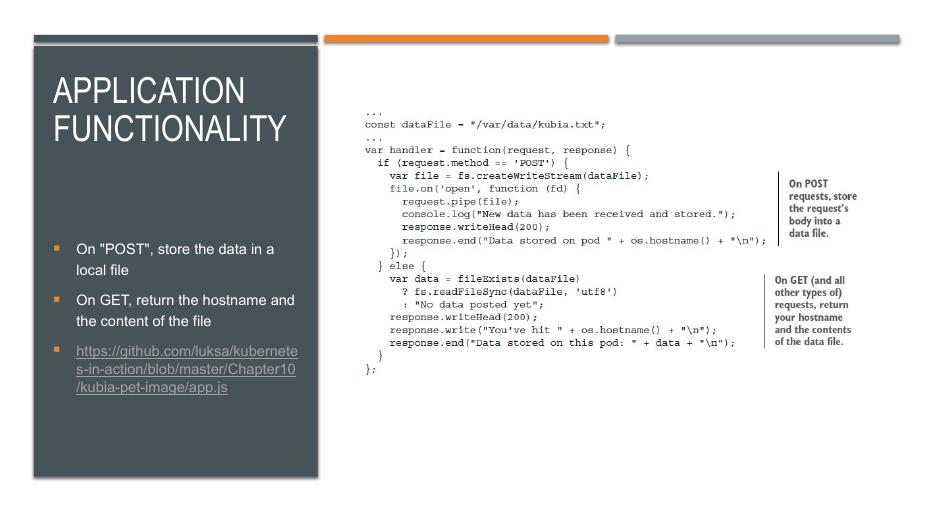 APPLICATION
FUNCTIONALITY
On "POST", store the data in a
local file
On GET, return the hostname and
the content of the file
https://github.com/luksa/kubernete
s-in-action/blob/master/Chapter10
/kubia-pet-image/app.js
...
const dataFile = "/var/data/kubia.txt";
...
var handler = function(request, response) {
  if (request.method == 'POST') {
    var file = fs.createWriteStream(dataFile);
    file.on('open', function (fd) {
      request.pipe(file);
      console.log("New data has been received and stored.");
      response.writeHead(200);
      response.end("Data stored on pod " + os.hostname() + "\n");
    });
  } else {
    var data = fileExists(dataFile)
      ? fs.readFileSync(dataFile, 'utf8')
      : "No data posted yet";
    response.writeHead(200);
    response.write("You've hit " + os.hostname() + "\n");
    response.end("Data stored on this pod: " + data + "\n");
  }
};
On POST
requests, store
the request's
body into a
data file.
On GET (and all
other types of)
requests, return
your hostname
and the contents
of the data file.